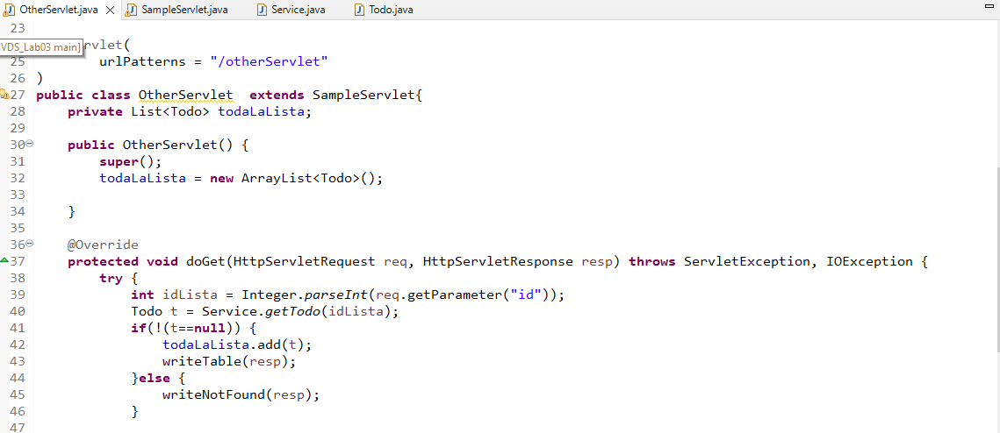 OtherServlet.java SampleServlet.java Service.java Todo.java
23
VDS_Lab03 main] rvlet(
25 urlPatterns = "/otherServlet"
26 )
27 public class OtherServlet  extends SampleServlet{
28 private List<Todo> todaLaLista;
29
30 public OtherServlet() {
31 super();
32 todaLaLista = new ArrayList<Todo>();
33
34 }
35
36 @Override
37 protected void doGet(HttpServletRequest req, HttpServletResponse resp) throws ServletException, IOException {
38 try {
39 int idLista = Integer.parseInt(req.getParameter("id"));
40 Todo t = Service.getTodo(idLista);
41 if(!(t==null)) {
42 todaLaLista.add(t);
43 writeTable(resp);
44 }else {
45 writeNotFound(resp);
46 }
47